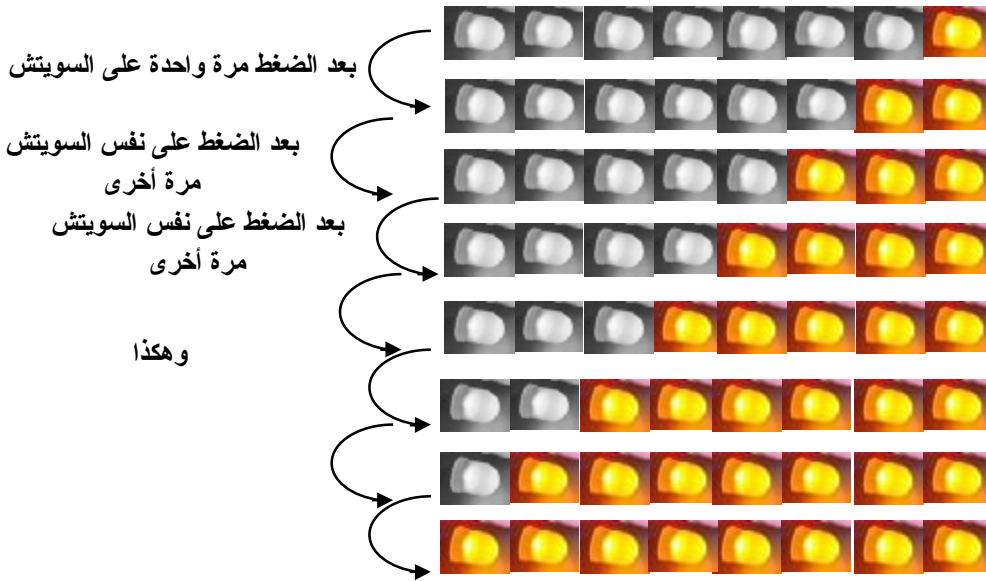 بعد الضغط مرة واحدة على السويتش
بعد الضغط على نفس السويتش
مرة أخرى
بعد الضغط على نفس السويتش
مرة أخرى
وهكذا